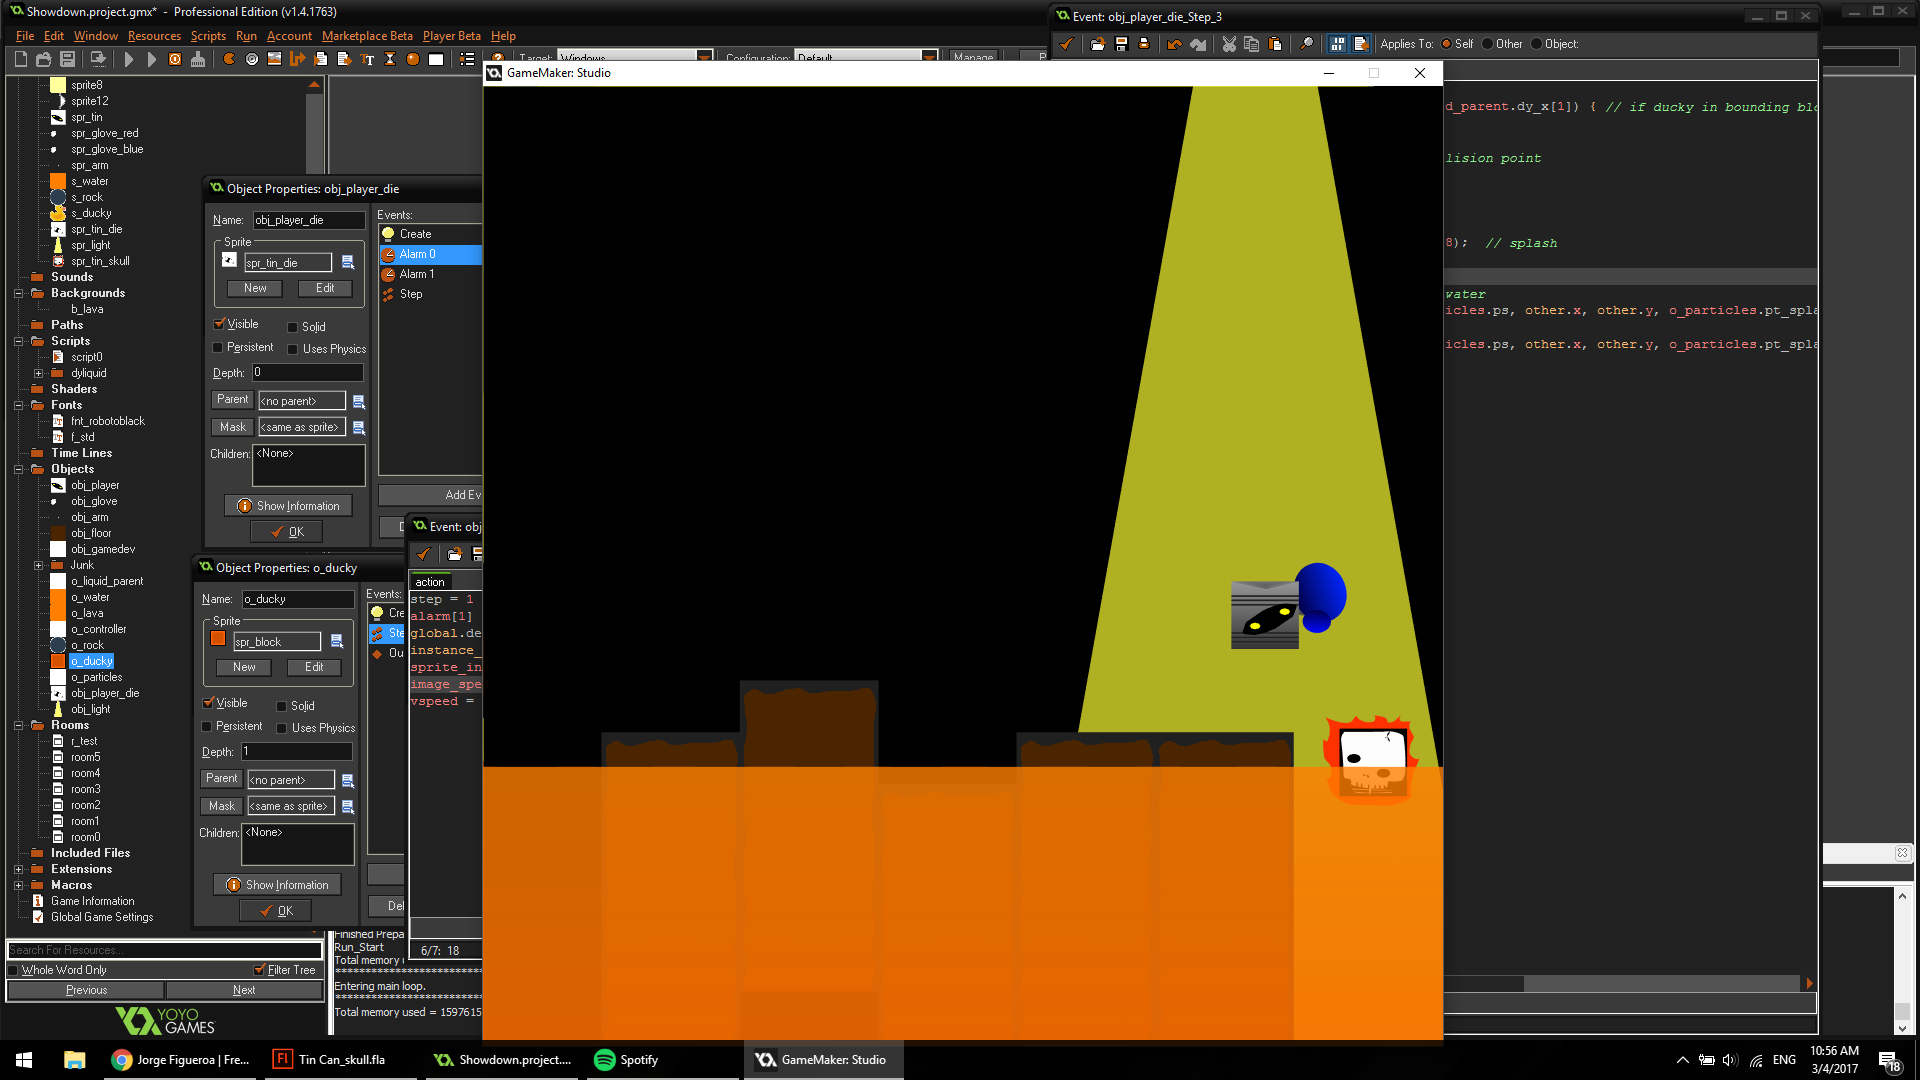 Showdown.project.gmx* - Professional Edition (v1.4.1763)
File Edit Window Resources Scripts Run Account Marketplace Beta Player Beta Help
Target: Windows Configuration: Default Manage
sprite8
sprite12
spr_tin
spr_glove_red
spr_glove_blue
spr_arm
s_water
s_rock
s_ducky
spr_tin_die
spr_light
spr_tin_skull
Sounds
Backgrounds
b_lava
Paths
Scripts
script0
dyliquid
Shaders
Fonts
fnt_robotoblack
f_std
Time Lines
Objects
obj_player
obj_glove
obj_arm
obj_floor
obj_gamedev
Junk
o_liquid_parent
o_water
o_lava
o_controller
o_rock
o_ducky
o_particles
obj_player_die
obj_light
Rooms
r_test
room5
room4
room3
room2
room1
room0
Included Files
Extensions
Macros
Game Information
Global Game Settings
Search For Resources...
Whole Word Only Filter Tree
Previous Next
YOYO
GAMES
Object Properties: obj_player_die
Name: obj_player_die
Sprite
spr_tin_die
New Edit
Visible Solid
Persistent Uses Physics
Depth: 0
Parent <no parent>
Mask <same as sprite>
Children: <None>
Show Information
OK
Events:
Create
Alarm 0
Alarm 1
Step
Add Ev
Object Properties: o_ducky
Name: o_ducky
Sprite
spr_block
New Edit
Visible Solid
Persistent Uses Physics
Depth: 1
Parent <no parent>
Mask <same as sprite>
Children: <None>
Show Information
OK
Events:
Cre
Ste
Ou
Del
Event: obj
action
step = 1
alarm[1]
global.de
instance_
sprite_in
image_spe
vspeed =
6/7: 18
Finished Prepa
Run_Start
Total memory u
Entering main loop.
Total memory used = 1597615
GameMaker: Studio
Event: obj_player_die_Step_3
Applies To: Self Other Object:
d_parent.dy_x[1]) { // if ducky in bounding blo
lision point
8); // splash
water
icles.ps, other.x, other.y, o_particles.pt_spla
icles.ps, other.x, other.y, o_particles.pt_spla
Jorge Figueroa | Fre...
Tin Can_skull.fla
Showdown.project....
Spotify
GameMaker: Studio
ENG
10:56 AM
3/4/2017
18